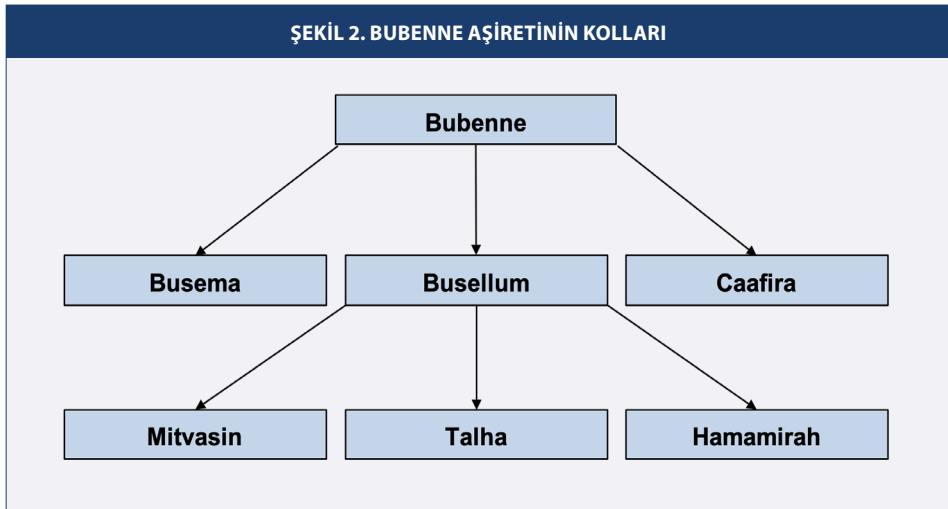 ŞEKİL 2. BUBENNE AŞİRETİNİN KOLLARI
Bubenne
Busema
Busellum
Caafira
Mitvasin
Talha
Hamamirah